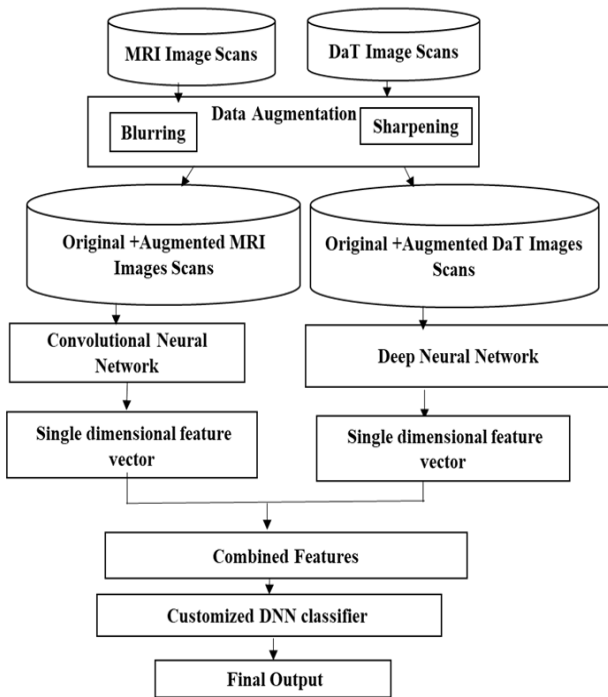 MRI Image Scans
DaT Image Scans
Data Augmentation
Blurring
Sharpening
Original +Augmented MRI
Images Scans
Original +Augmented DaT Images
Scans
Convolutional Neural
Network
Deep Neural Network
Single dimensional feature
vector
Single dimensional feature
vector
Combined Features
Customized DNN classifier
Final Output